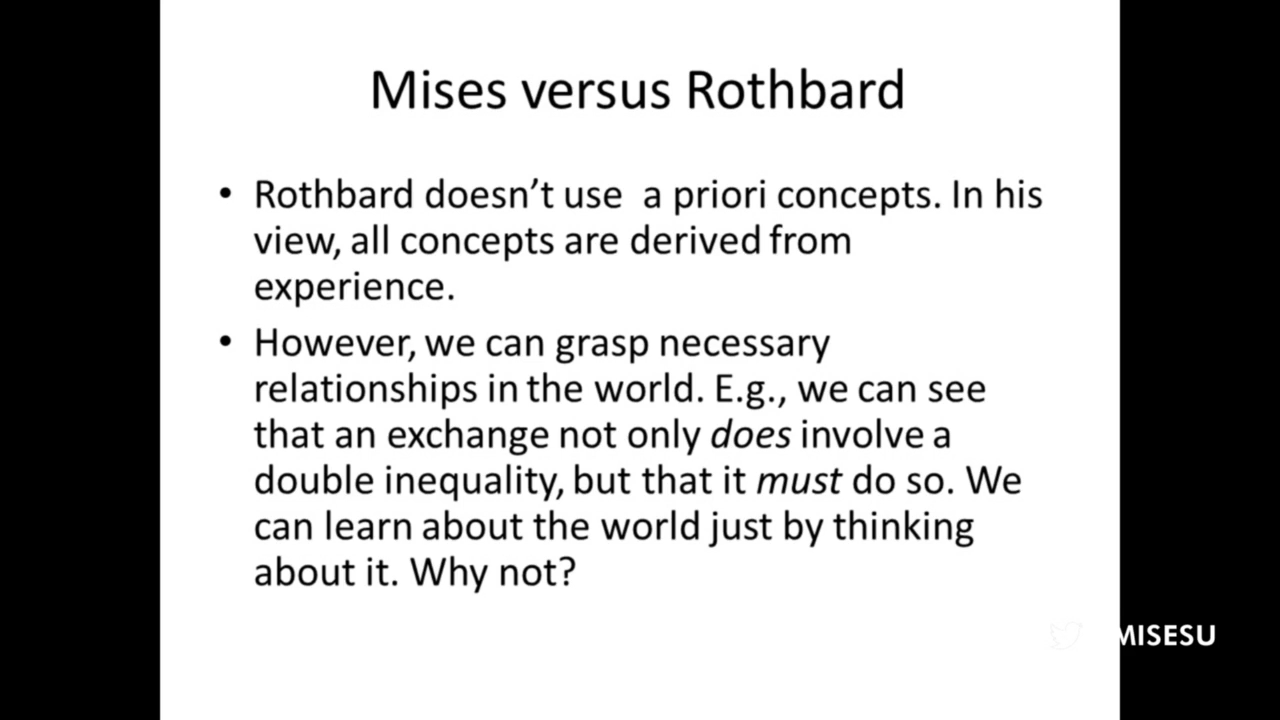 Mises versus Rothbard
• Rothbard doesn’t use  a priori concepts. In his
view, all concepts are derived from
experience.
• However, we can grasp necessary
relationships in the world. E.g., we can see
that an exchange not only does involve a
double inequality, but that it must do so. We
can learn about the world just by thinking
about it. Why not?
MISESU